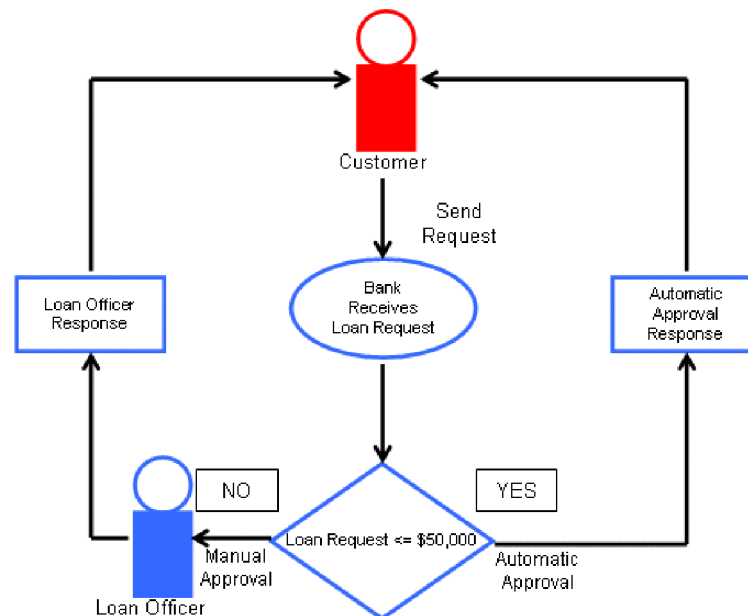 Customer
Send
Request
Bank
Receives
Loan Request
Loan Officer
Response
Automatic
Approval
Response
NO
YES
Loan Request <= $50,000
Manual
Approval
Automatic
Approval
Loan Officer